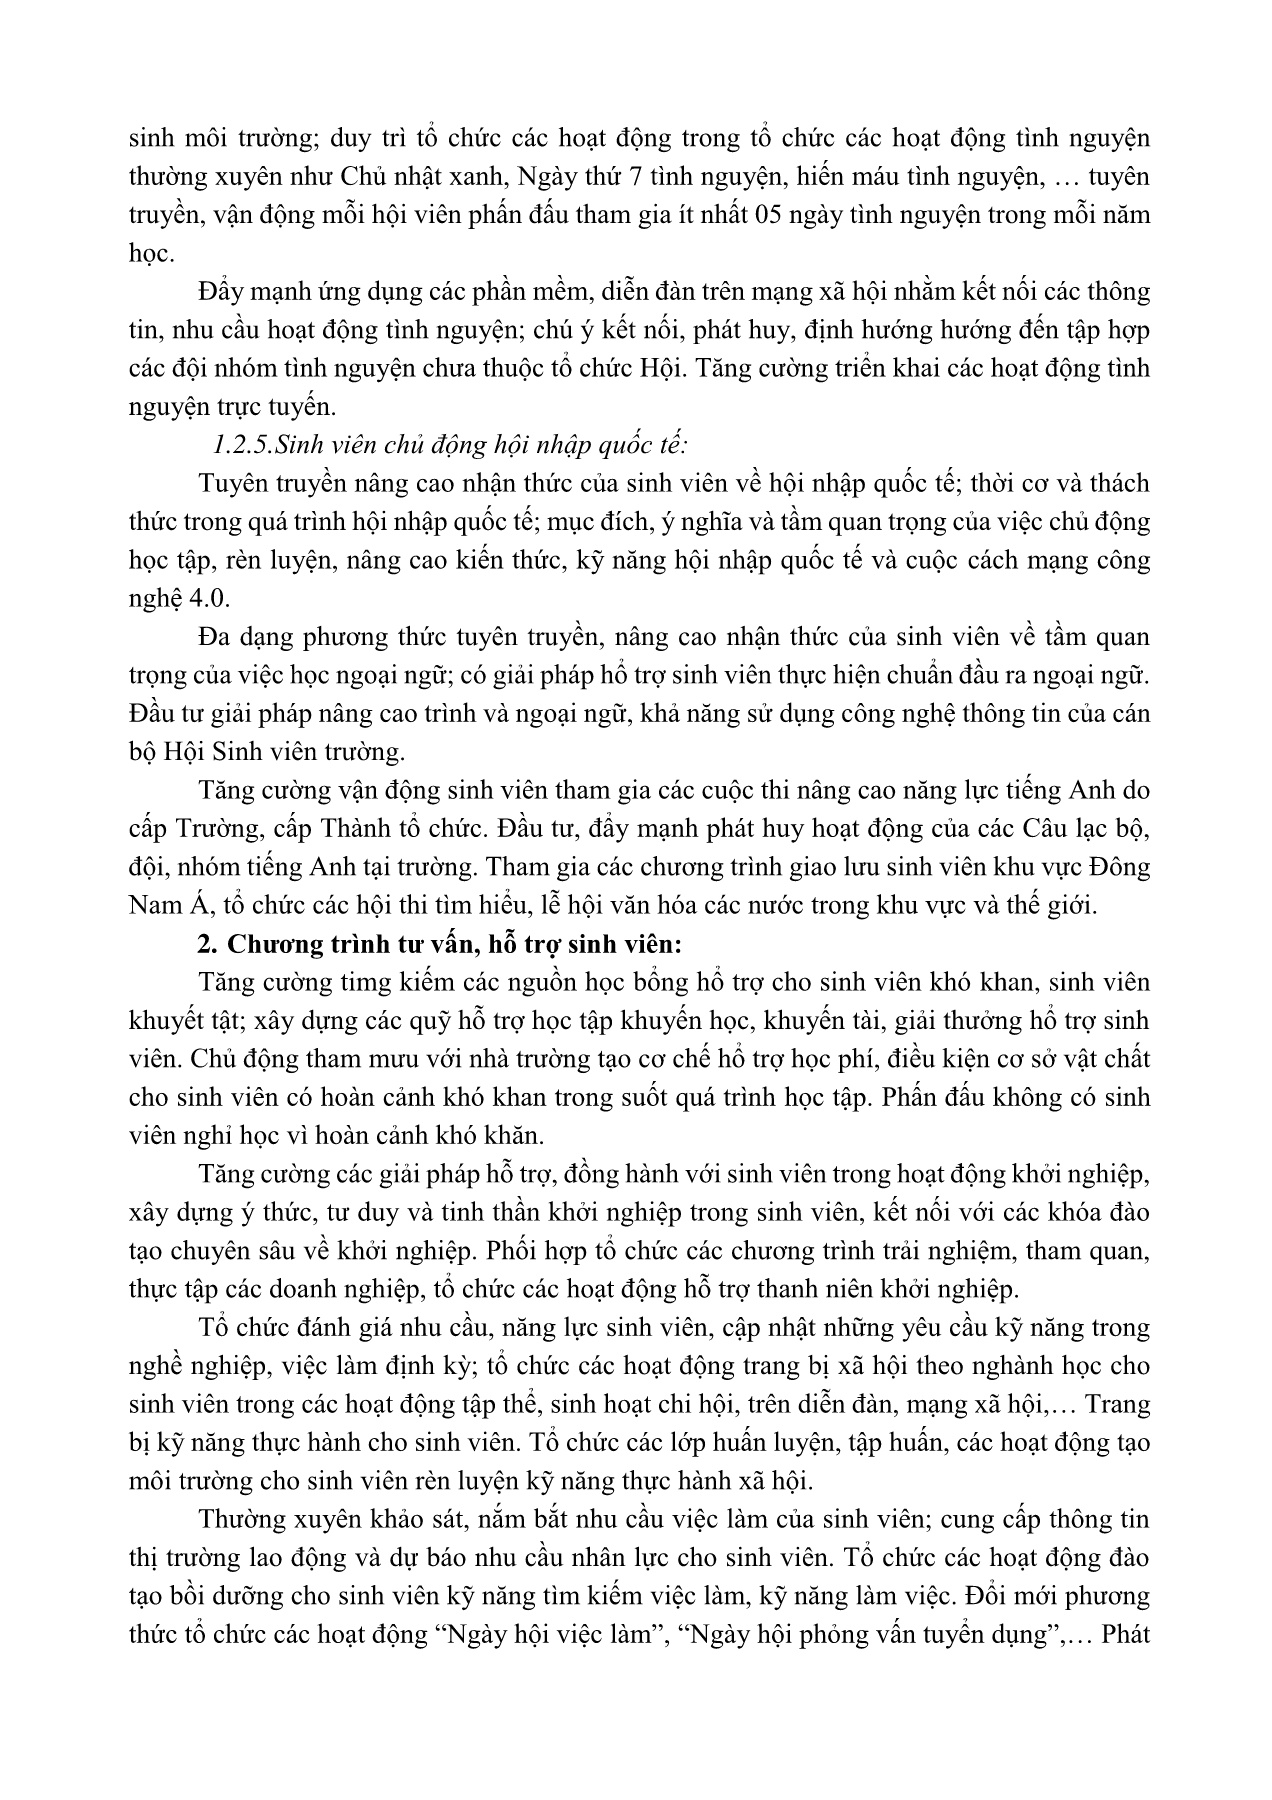 sinh môi trường; duy trì tổ chức các hoạt động trong tổ chức các hoạt động tình nguyện
thường xuyên như Chủ nhật xanh, Ngày thứ 7 tình nguyện, hiến máu tình nguyện, … tuyên
truyền, vận động mỗi hội viên phấn đấu tham gia ít nhất 05 ngày tình nguyện trong mỗi năm
học.
Đẩy mạnh ứng dụng các phần mềm, diễn đàn trên mạng xã hội nhằm kết nối các thông
tin, nhu cầu hoạt động tình nguyện; chú ý kết nối, phát huy, định hướng hướng đến tập hợp
các đội nhóm tình nguyện chưa thuộc tổ chức Hội. Tăng cường triển khai các hoạt động tình
nguyện trực tuyến.
1.2.5.Sinh viên chủ động hội nhập quốc tế:
Tuyên truyền nâng cao nhận thức của sinh viên về hội nhập quốc tế; thời cơ và thách
thức trong quá trình hội nhập quốc tế; mục đích, ý nghĩa và tầm quan trọng của việc chủ động
học tập, rèn luyện, nâng cao kiến thức, kỹ năng hội nhập quốc tế và cuộc cách mạng công
nghệ 4.0.
Đa dạng phương thức tuyên truyền, nâng cao nhận thức của sinh viên về tầm quan
trọng của việc học ngoại ngữ; có giải pháp hổ trợ sinh viên thực hiện chuẩn đầu ra ngoại ngữ.
Đầu tư giải pháp nâng cao trình và ngoại ngữ, khả năng sử dụng công nghệ thông tin của cán
bộ Hội Sinh viên trường.
Tăng cường vận động sinh viên tham gia các cuộc thi nâng cao năng lực tiếng Anh do
cấp Trường, cấp Thành tổ chức. Đầu tư, đẩy mạnh phát huy hoạt động của các Câu lạc bộ,
đội, nhóm tiếng Anh tại trường. Tham gia các chương trình giao lưu sinh viên khu vực Đông
Nam Á, tổ chức các hội thi tìm hiểu, lễ hội văn hóa các nước trong khu vực và thế giới.
2. Chương trình tư vấn, hỗ trợ sinh viên:
Tăng cường timg kiếm các nguồn học bổng hổ trợ cho sinh viên khó khan, sinh viên
khuyết tật; xây dựng các quỹ hỗ trợ học tập khuyến học, khuyến tài, giải thưởng hổ trợ sinh
viên. Chủ động tham mưu với nhà trường tạo cơ chế hổ trợ học phí, điều kiện cơ sở vật chất
cho sinh viên có hoàn cảnh khó khan trong suốt quá trình học tập. Phấn đấu không có sinh
viên nghỉ học vì hoàn cảnh khó khăn.
Tăng cường các giải pháp hỗ trợ, đồng hành với sinh viên trong hoạt động khởi nghiệp,
xây dựng ý thức, tư duy và tinh thần khởi nghiệp trong sinh viên, kết nối với các khóa đào
tạo chuyên sâu về khởi nghiệp. Phối hợp tổ chức các chương trình trải nghiệm, tham quan,
thực tập các doanh nghiệp, tổ chức các hoạt động hỗ trợ thanh niên khởi nghiệp.
Tổ chức đánh giá nhu cầu, năng lực sinh viên, cập nhật những yêu cầu kỹ năng trong
nghề nghiệp, việc làm định kỳ; tổ chức các hoạt động trang bị xã hội theo nghành học cho
sinh viên trong các hoạt động tập thể, sinh hoạt chi hội, trên diễn đàn, mạng xã hội,… Trang
bị kỹ năng thực hành cho sinh viên. Tổ chức các lớp huấn luyện, tập huấn, các hoạt động tạo
môi trường cho sinh viên rèn luyện kỹ năng thực hành xã hội.
Thường xuyên khảo sát, nắm bắt nhu cầu việc làm của sinh viên; cung cấp thông tin
thị trường lao động và dự báo nhu cầu nhân lực cho sinh viên. Tổ chức các hoạt động đào
tạo bồi dưỡng cho sinh viên kỹ năng tìm kiếm việc làm, kỹ năng làm việc. Đổi mới phương
thức tổ chức các hoạt động “Ngày hội việc làm”, “Ngày hội phỏng vấn tuyển dụng”,… Phát